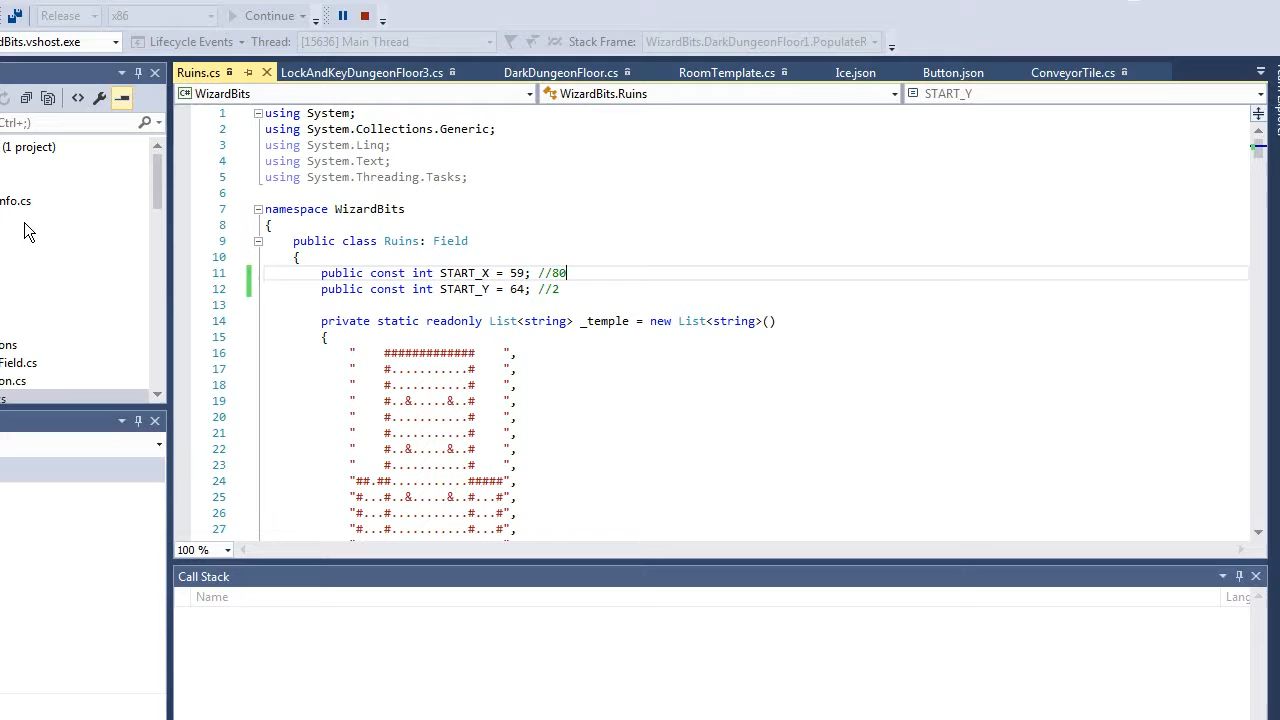 Release x86 Continue
dBits.vshost.exe Lifecycle Events Thread: [15636] Main Thread Stack Frame: WizardBits.DarkDungeonFloor1.PopulateR
Ruins.cs LockAndKeyDungeonFloor3.cs DarkDungeonFloor.cs RoomTemplate.cs Ice.json Button.json ConveyorTile.cs
WizardBits WizardBits.Ruins START_Y
Ctrl+;)
(1 project)
nfo.cs
ons
Field.cs
on.cs
cs
1 using System;
2 using System.Collections.Generic;
3 using System.Linq;
4 using System.Text;
5 using System.Threading.Tasks;
6
7 namespace WizardBits
8 {
9 public class Ruins: Field
10 {
11 public const int START_X = 59; //80
12 public const int START_Y = 64; //2
13
14 private static readonly List<string> _temple = new List<string>()
15 {
16 "    #############    ",
17 "    #...........#    ",
18 "    #...........#    ",
19 "    #..&.....&..#    ",
20 "    #...........#    ",
21 "    #...........#    ",
22 "    #..&.....&..#    ",
23 "    #...........#    ",
24 "##.##...........#####",
25 "#...#..&.....&..#...#",
26 "#...#...........#...#",
27 "#...#...........#...#",
100 %
Call Stack
Name Lang